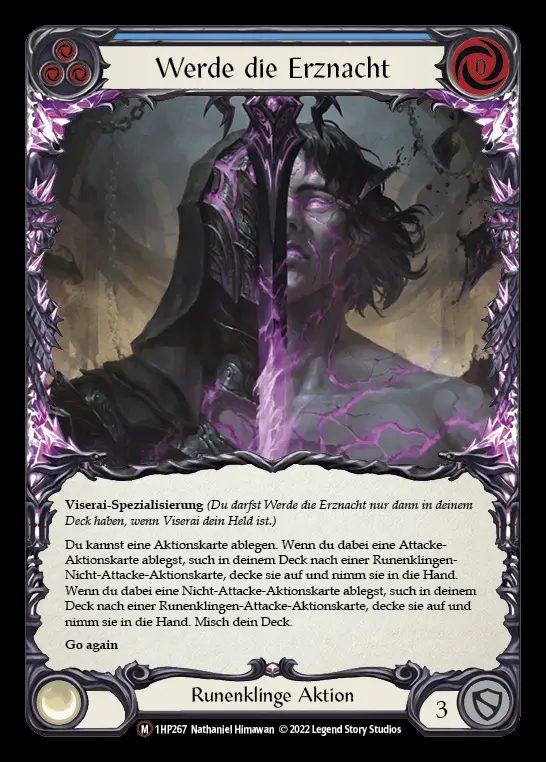 Werde die Erznacht
0
Viserai-Spezialisierung (Du darfst Werde die Erznacht nur dann in deinem
Deck haben, wenn Viserai dein Held ist.)
Du kannst eine Aktionskarte ablegen. Wenn du dabei eine Attacke-
Aktionskarte ablegst, such in deinem Deck nach einer Runenklingen-
Nicht-Attacke-Aktionskarte, decke sie auf und nimm sie in die Hand.
Wenn du dabei eine Nicht-Attacke-Aktionskarte ablegst, such in deinem
Deck nach einer Runenklingen-Attacke-Aktionskarte, decke sie auf und
nimm sie in die Hand. Misch dein Deck.
Go again
Runenklinge Aktion
3
M 1HP267 Nathaniel Himawan © 2022 Legend Story Studios